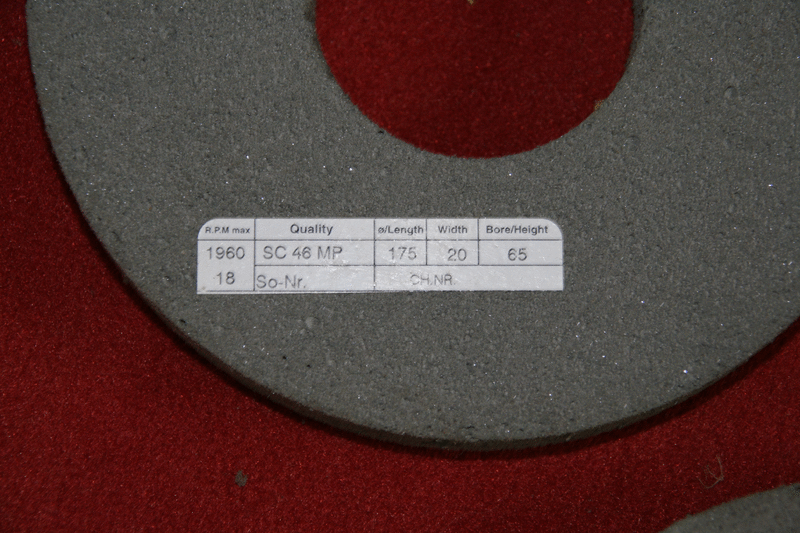 R.P.M max Quality ø/Length Width Bore/Height
1960 SC 46 MP 175 20 65
18 So-Nr. CH.NR.